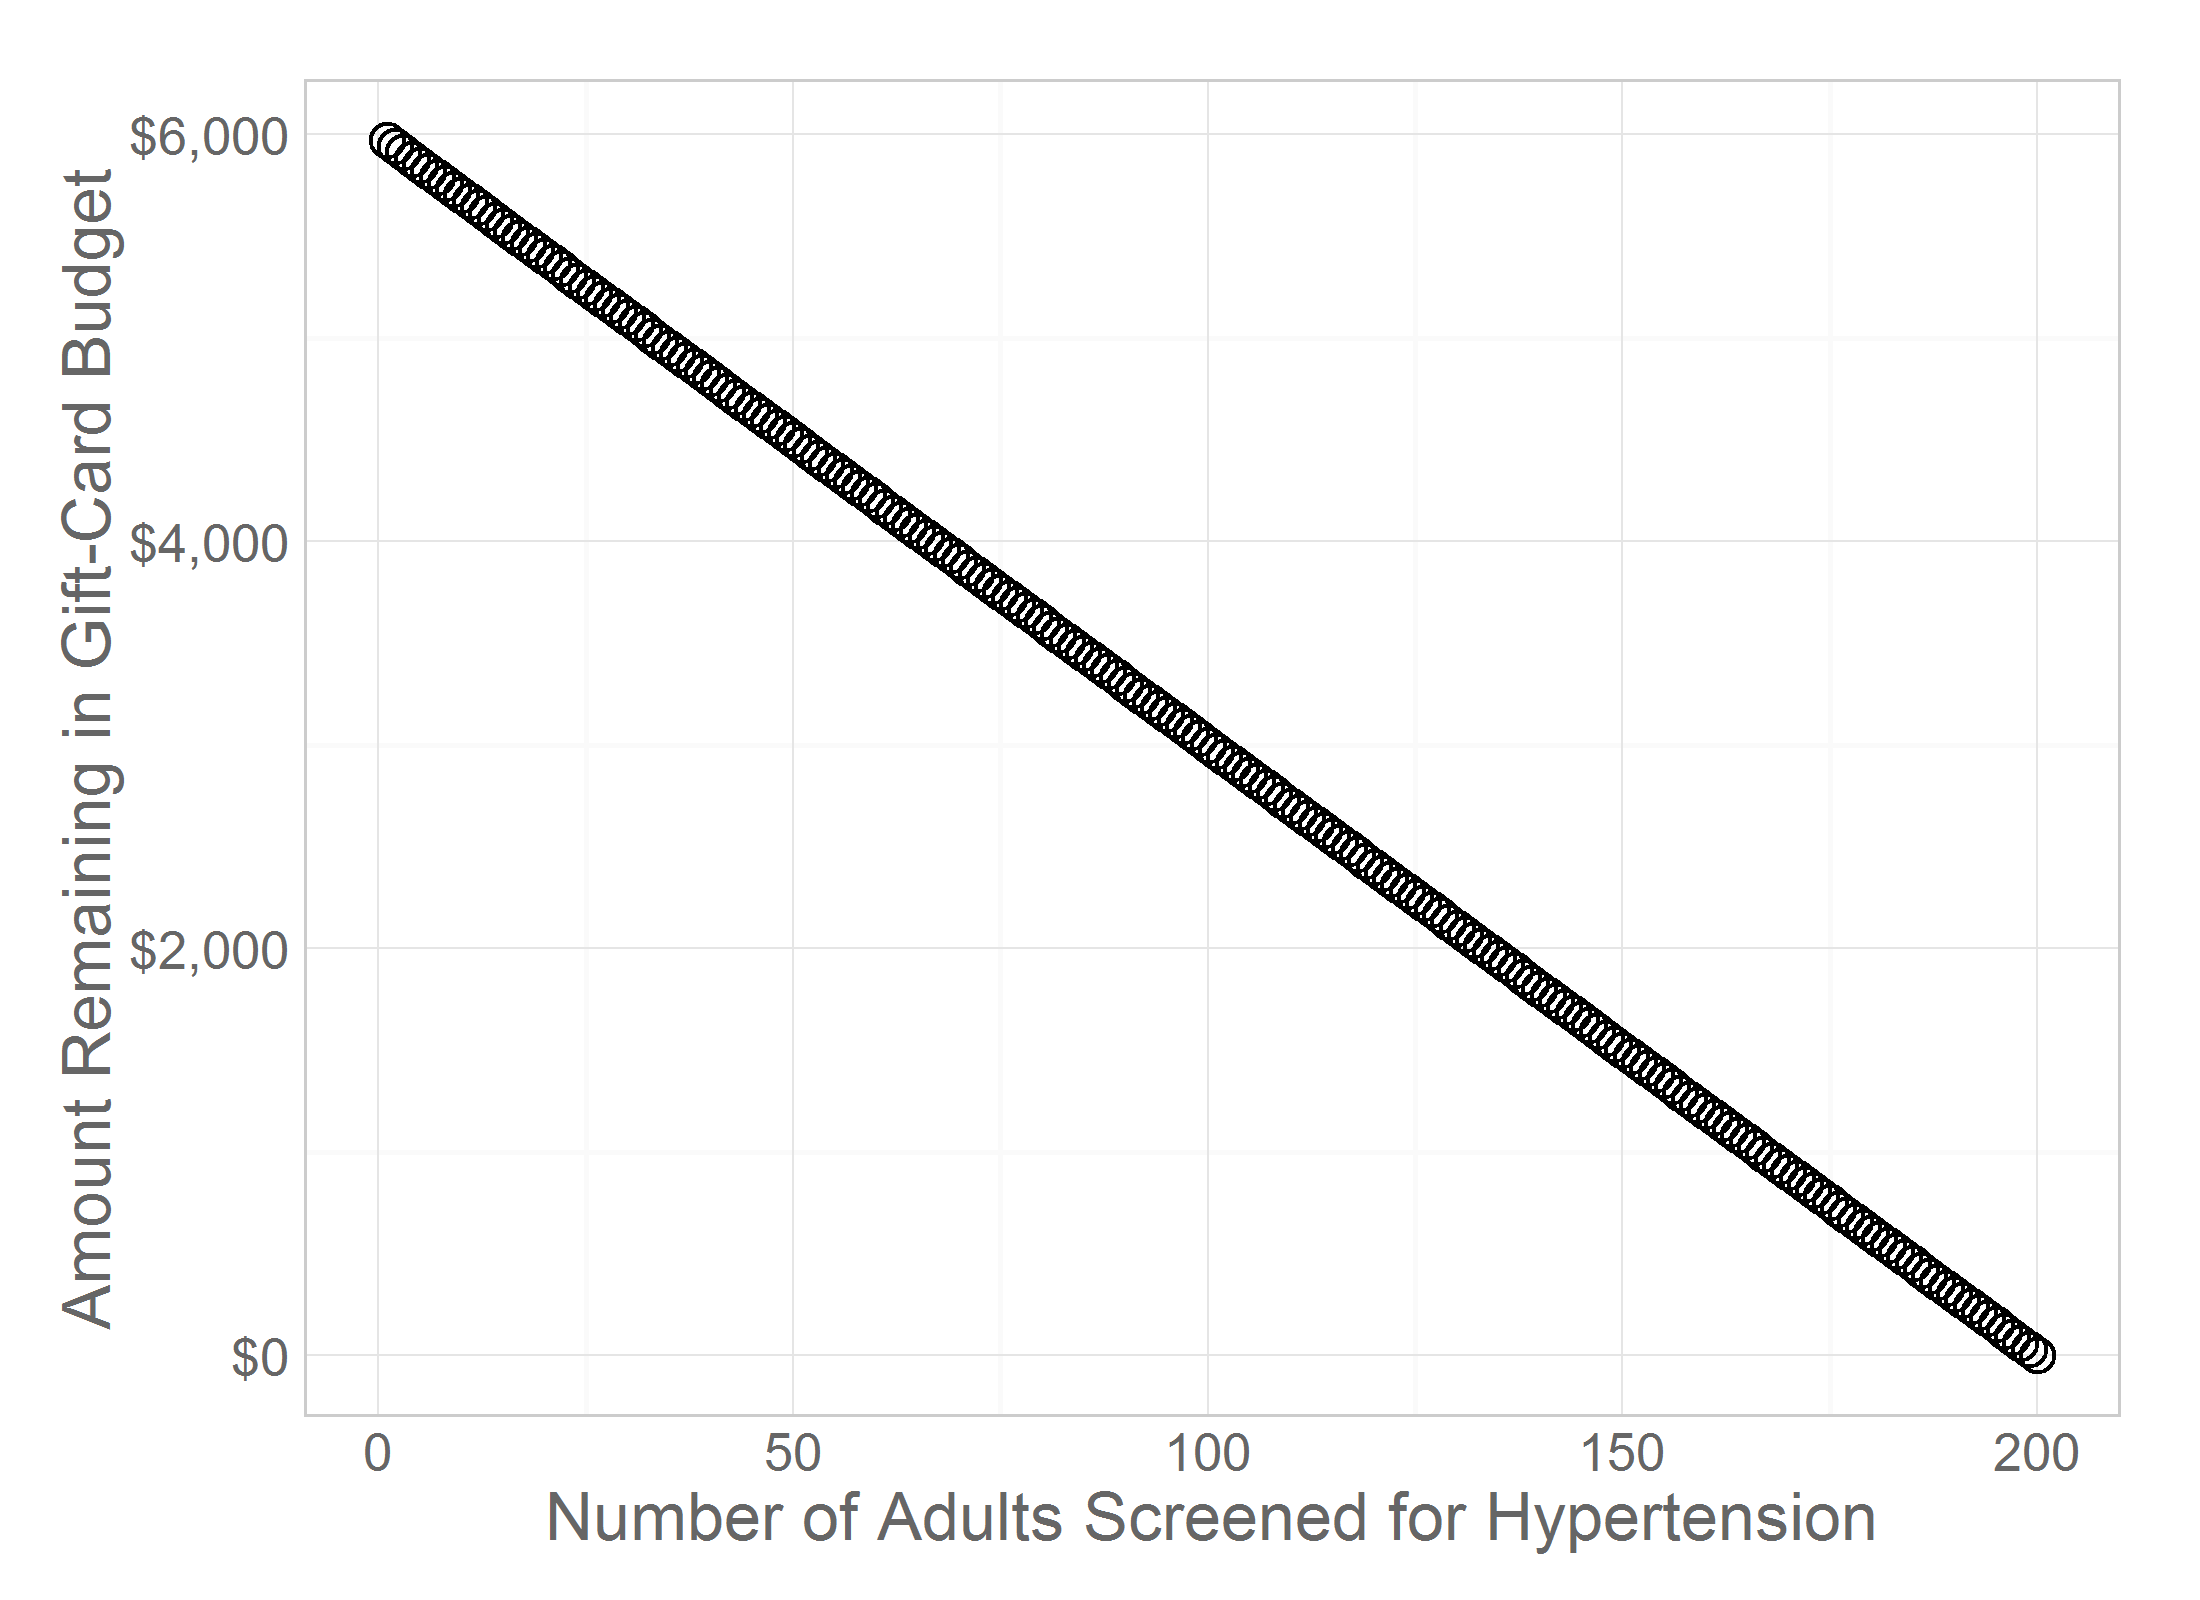 Amount Remaining in Gift-Card Budget
$6,000
$4,000
$2,000
$0
0 50 100 150 200
Number of Adults Screened for Hypertension